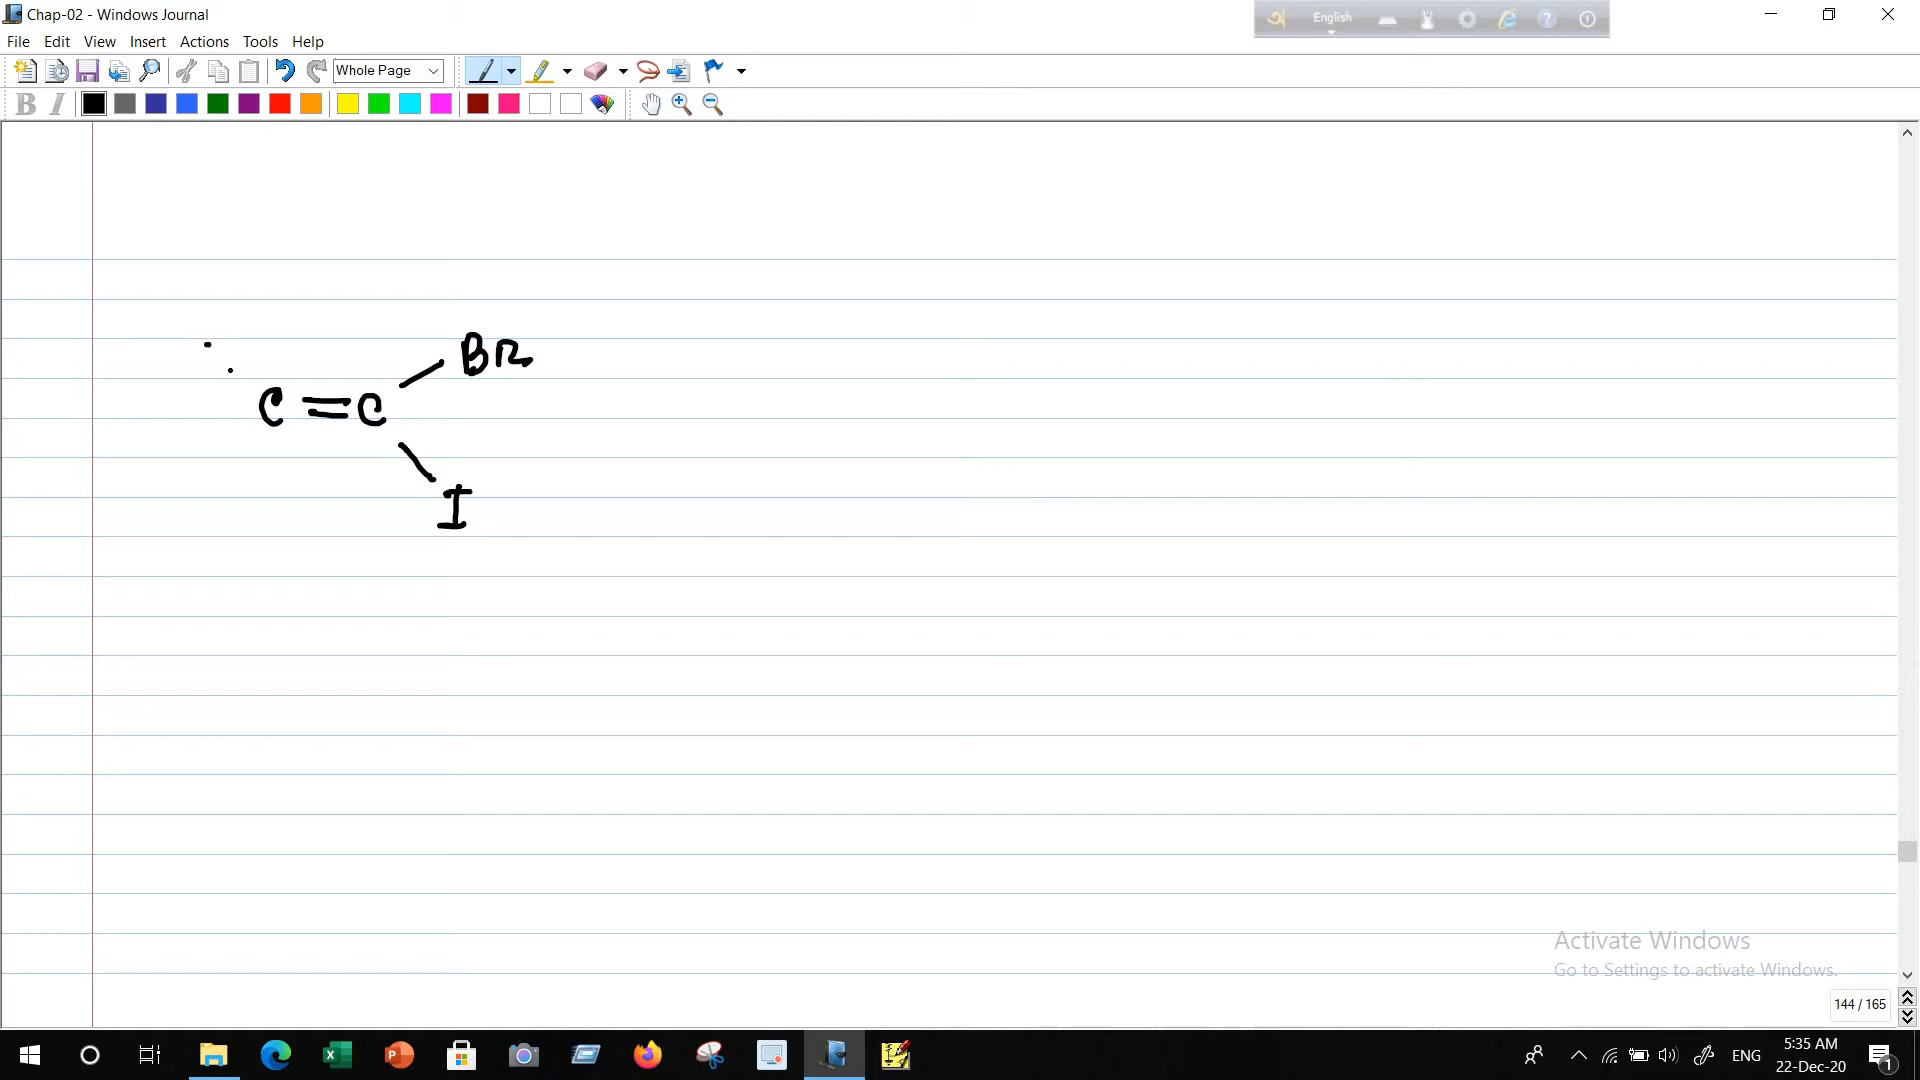 Chap-02 - Windows Journal
English
File Edit View Insert Actions Tools Help
Whole Page
B I
Br
C = C
I
Activate Windows
Go to Settings to activate Windows.
144 / 165
ENG
5:35 AM
22-Dec-20
1